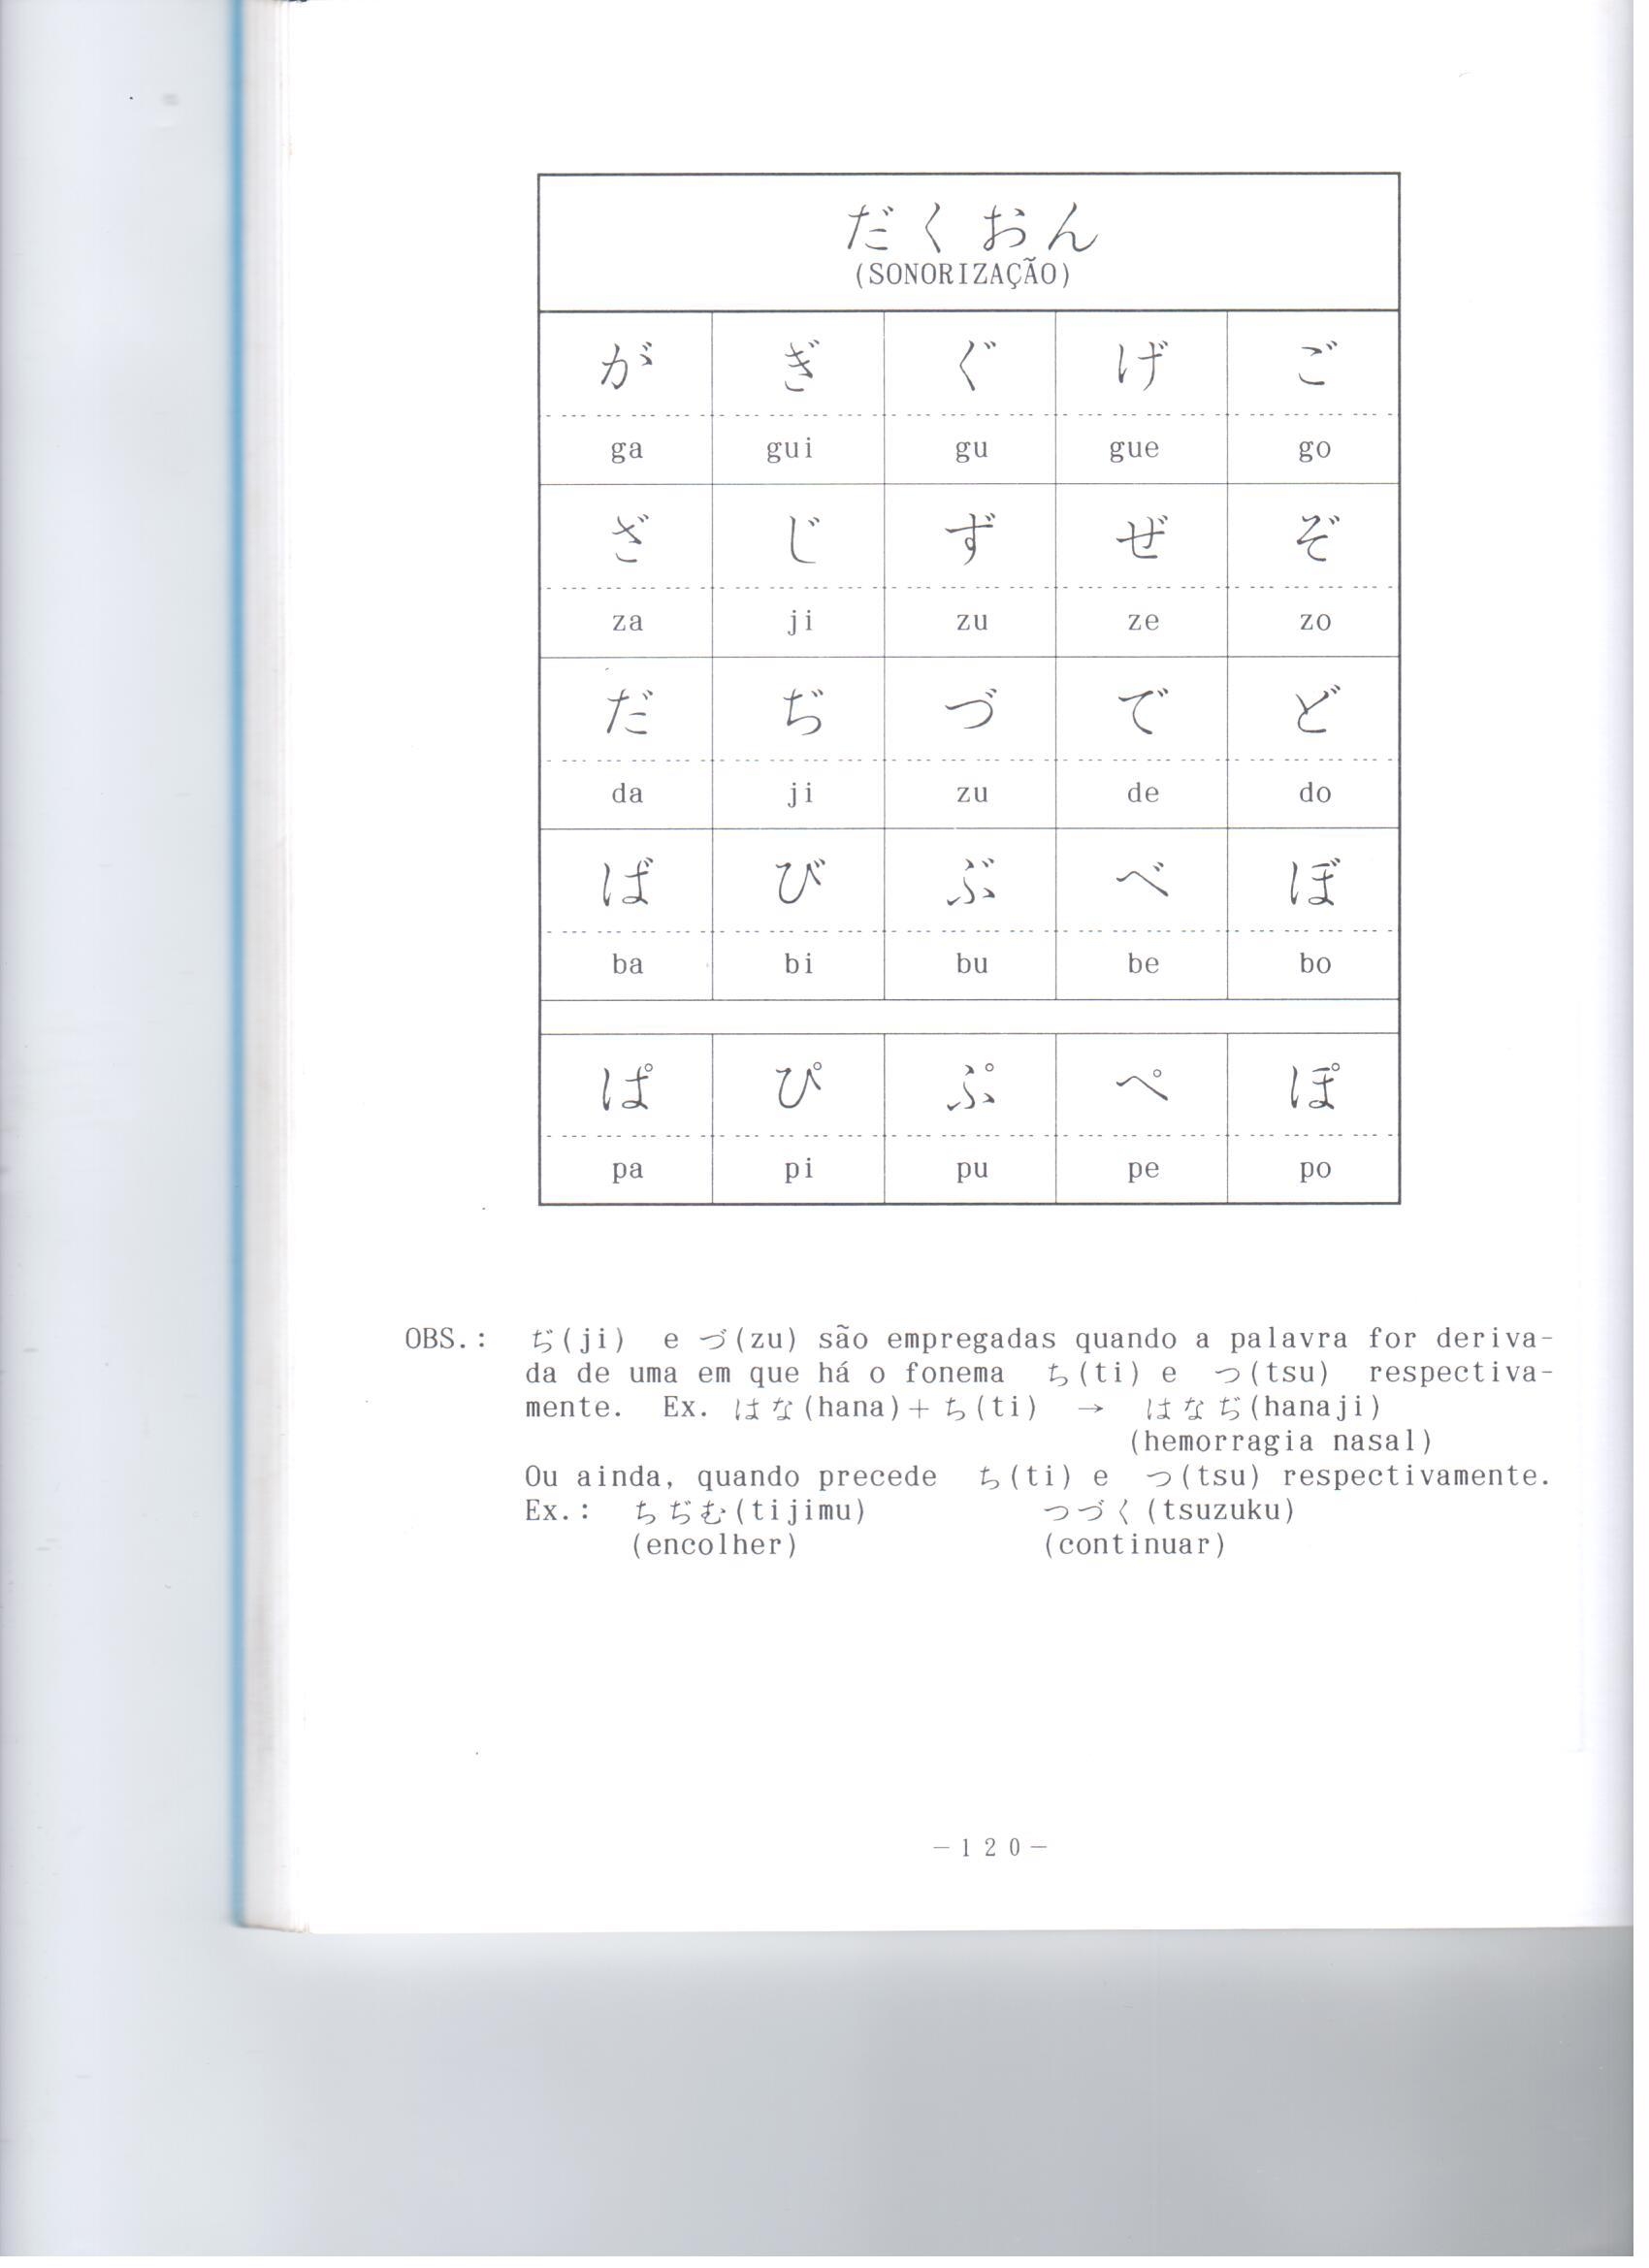 だくおん
(SONORIZAÇÃO)
が ぎ ぐ げ ご
ga gui gu gue go
ざ じ ず ぜ ぞ
za ji zu ze zo
だ ぢ づ で ど
da ji zu de do
ば び ぶ べ ぼ
ba bi bu be bo
ぱ ぴ ぷ ぺ ぽ
pa pi pu pe po
OBS.: ぢ(ji) e づ(zu) são empregadas quando a palavra for deriva-
da de uma em que há o fonema ち(ti) e つ(tsu) respectiva-
mente. Ex. はな(hana)+ち(ti) → はなぢ(hanaji)
(hemorragia nasal)
Ou ainda, quando precede ち(ti) e つ(tsu) respectivamente.
Ex.: ちぢむ(tijimu) つづく(tsuzuku)
(encolher) (continuar)
－120－